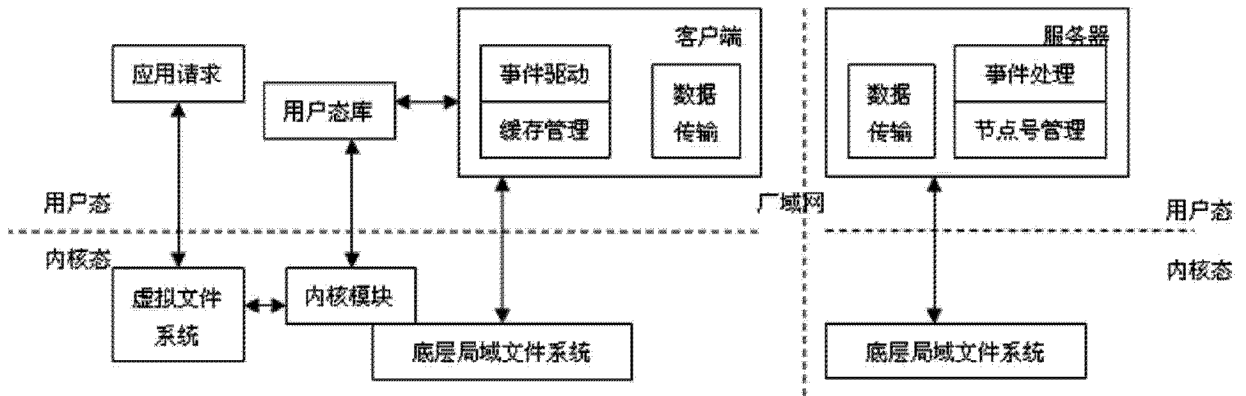 应用请求
用户态库
客户端
事件驱动
缓存管理
数据
传输
服务器
数据
传输
事件处理
节点号管理
用户态
广域网
用户态
内核态
内核态
虚拟文件
系统
内核模块
底层局域文件系统
底层局域文件系统